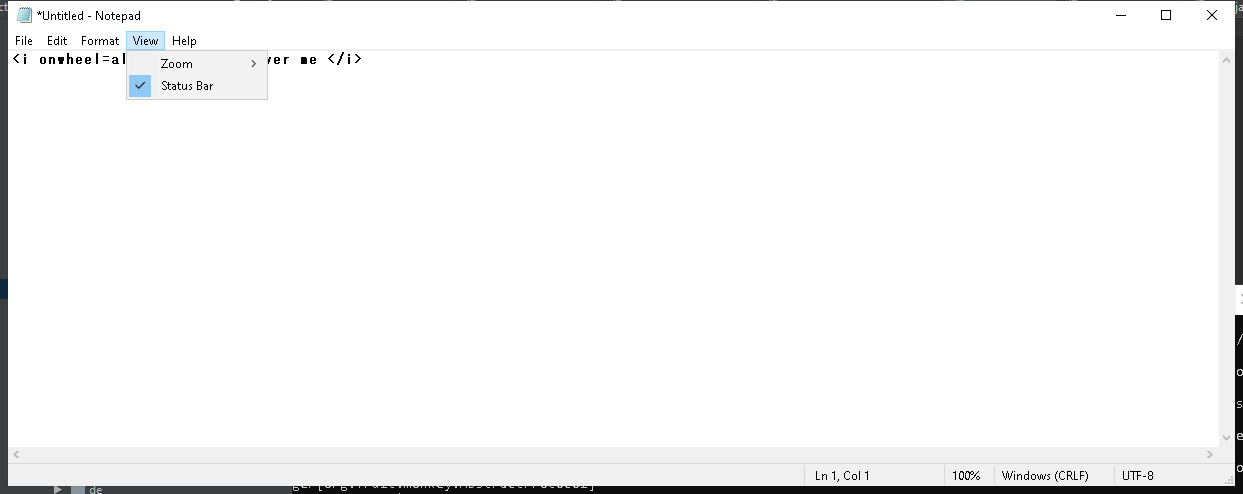 *Untitled - Notepad
File Edit Format View Help
<i onwheel=al ver me </i>
Zoom
Status Bar
Ln 1, Col 1 100% Windows (CRLF) UTF-8
de